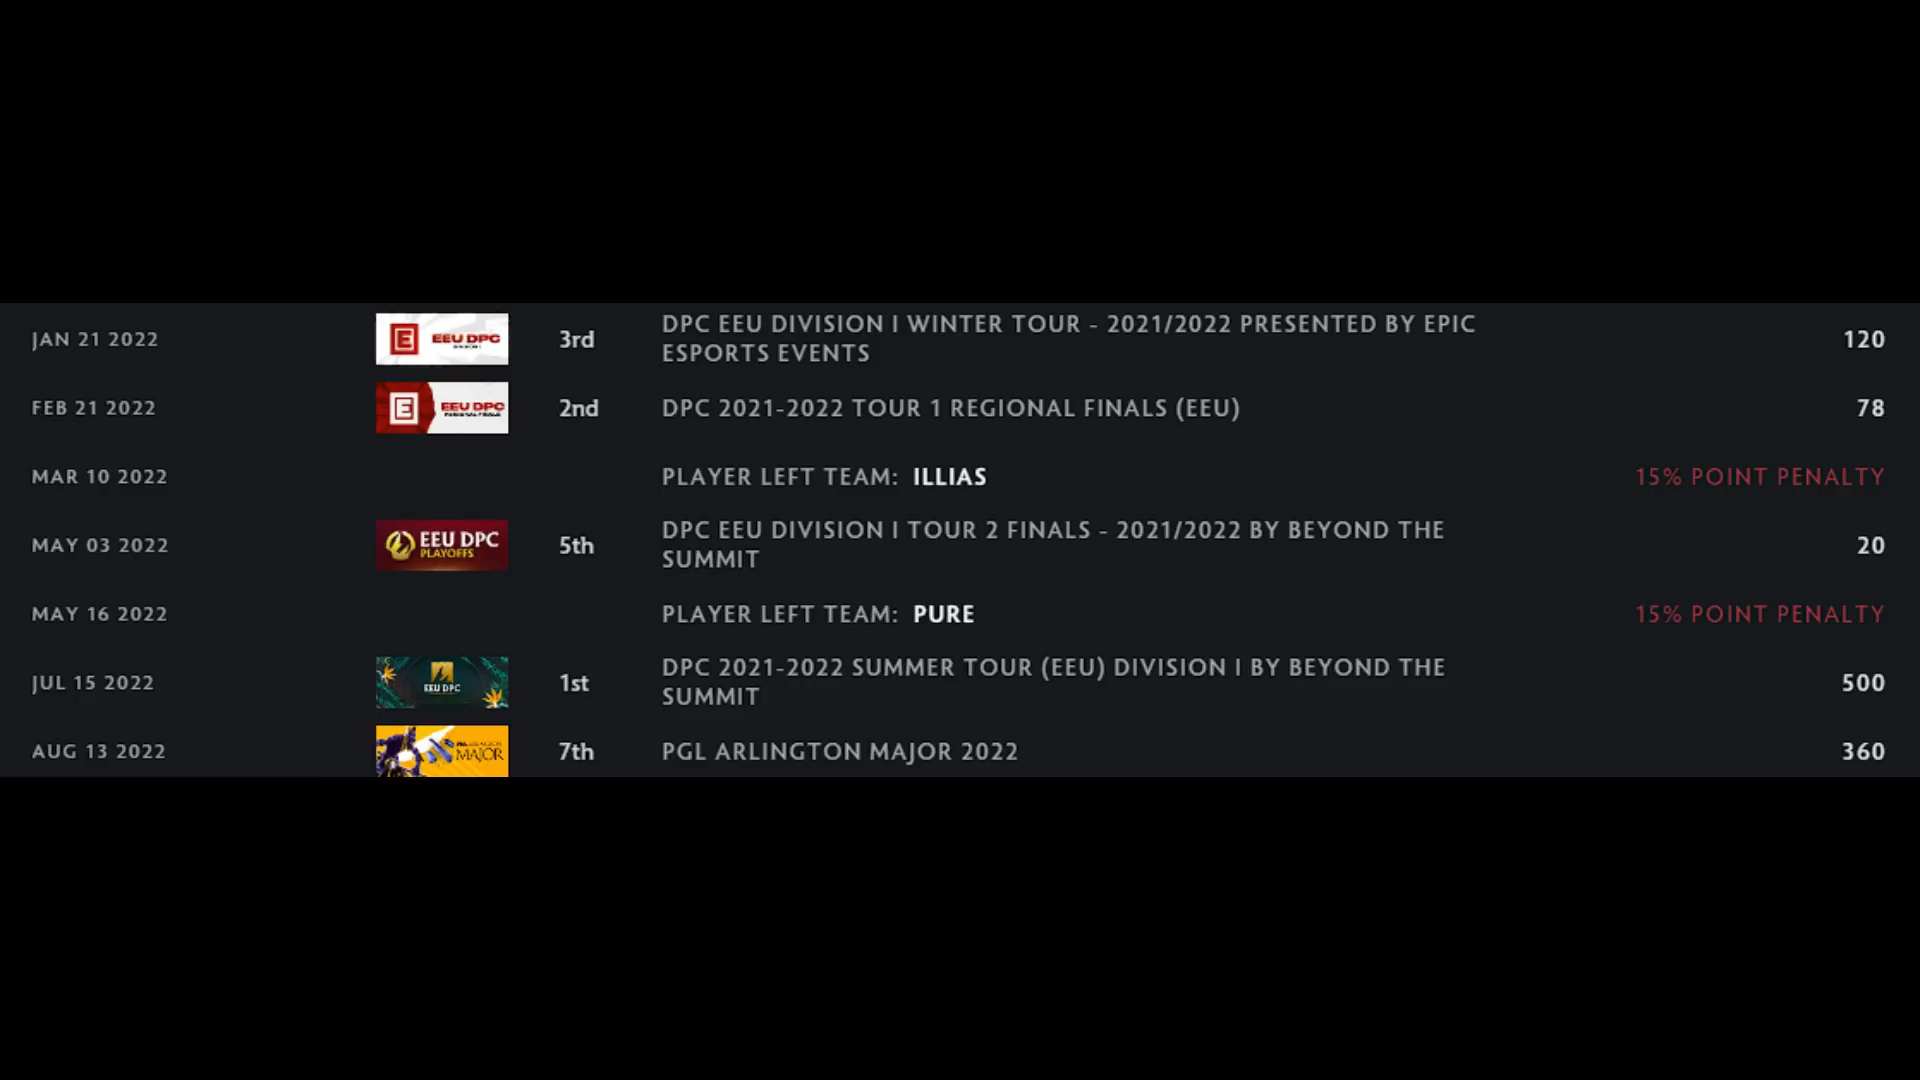 JAN 21 2022
E EEU DPC
3rd
DPC EEU DIVISION I WINTER TOUR - 2021/2022 PRESENTED BY EPIC
ESPORTS EVENTS
120
FEB 21 2022
E EEU DPC
REGIONAL FINALS
2nd
DPC 2021-2022 TOUR 1 REGIONAL FINALS (EEU)
78
MAR 10 2022
PLAYER LEFT TEAM: ILLIAS
15% POINT PENALTY
MAY 03 2022
EEU DPC
PLAYOFFS
5th
DPC EEU DIVISION I TOUR 2 FINALS - 2021/2022 BY BEYOND THE
SUMMIT
20
MAY 16 2022
PLAYER LEFT TEAM: PURE
15% POINT PENALTY
JUL 15 2022
EEU DPC
1st
DPC 2021-2022 SUMMER TOUR (EEU) DIVISION I BY BEYOND THE
SUMMIT
500
AUG 13 2022
MAJOR
7th
PGL ARLINGTON MAJOR 2022
360